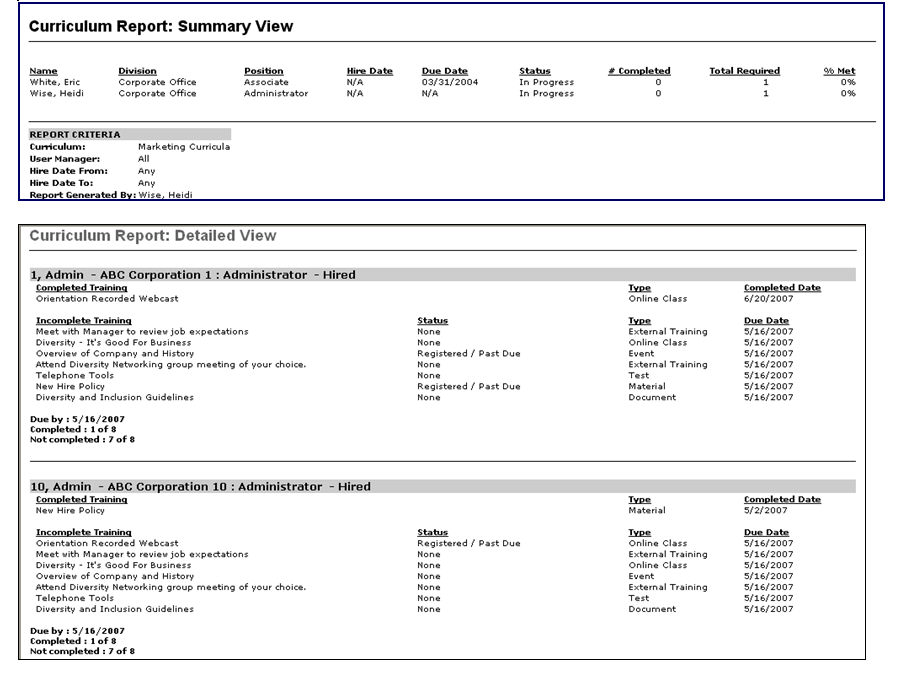 Curriculum Report: Summary View
Name Division Position Hire Date Due Date Status # Completed Total Required % Met
White, Eric Corporate Office Associate N/A 03/31/2004 In Progress 0 1 0%
Wise, Heidi Corporate Office Administrator N/A N/A In Progress 0 1 0%
REPORT CRITERIA
Curriculum: Marketing Curricula
User Manager: All
Hire Date From: Any
Hire Date To: Any
Report Generated By: Wise, Heidi
Curriculum Report: Detailed View
1, Admin - ABC Corporation 1 : Administrator - Hired
Completed Training Type Completed Date
Orientation Recorded Webcast Online Class 6/20/2007
Incomplete Training Status Type Due Date
Meet with Manager to review job expectations None External Training 5/16/2007
Diversity - It's Good For Business None Online Class 5/16/2007
Overview of Company and History Registered / Past Due Event 5/16/2007
Attend Diversity Networking group meeting of your choice. None External Training 5/16/2007
Telephone Tools None Test 5/16/2007
New Hire Policy Registered / Past Due Material 5/16/2007
Diversity and Inclusion Guidelines None Document 5/16/2007
Due by : 5/16/2007
Completed : 1 of 8
Not completed : 7 of 8
10, Admin - ABC Corporation 10 : Administrator - Hired
Completed Training Type Completed Date
New Hire Policy Material 5/2/2007
Incomplete Training Status Type Due Date
Orientation Recorded Webcast Registered / Past Due Online Class 5/16/2007
Meet with Manager to review job expectations None External Training 5/16/2007
Diversity - It's Good For Business None Online Class 5/16/2007
Overview of Company and History None Event 5/16/2007
Attend Diversity Networking group meeting of your choice. None External Training 5/16/2007
Telephone Tools None Test 5/16/2007
Diversity and Inclusion Guidelines None Document 5/16/2007
Due by : 5/16/2007
Completed : 1 of 8
Not completed : 7 of 8